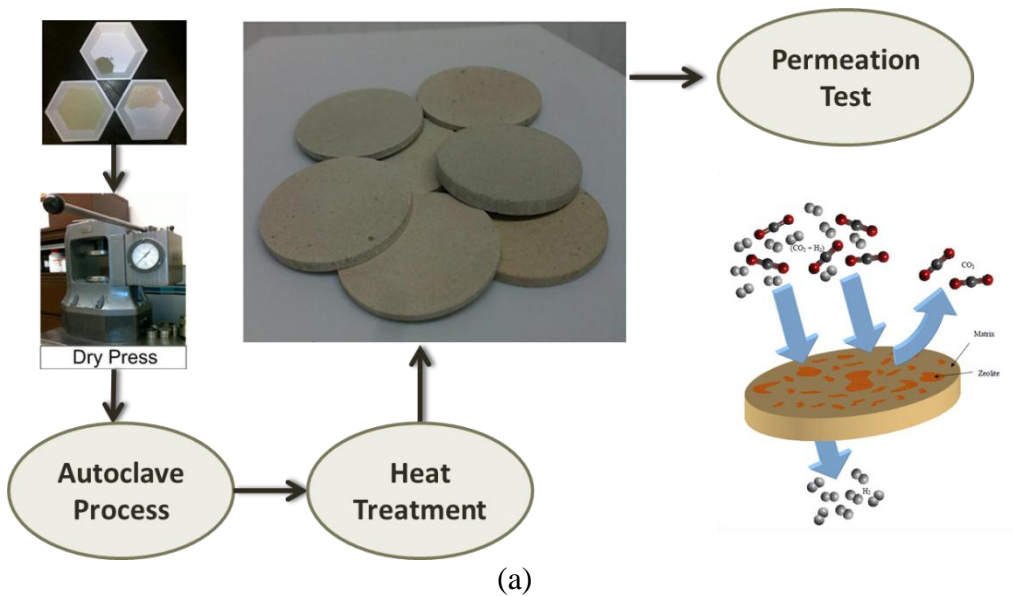 Permeation
Test
(CO₂ + H₂)
CO₂
Matrix
Zeolite
Dry Press
Autoclave
Process
Heat
Treatment
H₂
(a)